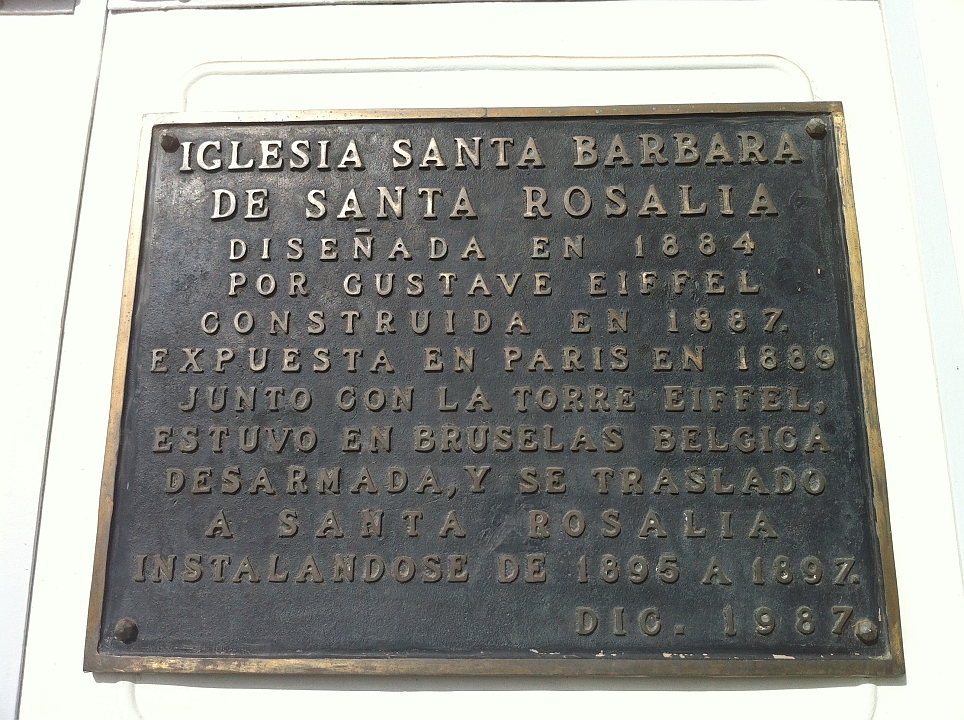 IGLESIA SANTA BARBARA
DE SANTA ROSALIA
DISEÑADA EN 1884
POR GUSTAVE EIFFEL
CONSTRUIDA EN 1887.
EXPUESTA EN PARIS EN 1889
JUNTO CON LA TORRE EIFFEL,
ESTUVO EN BRUSELAS BELGICA
DESARMADA, Y SE TRASLADO
A SANTA ROSALIA
INSTALANDOSE DE 1895 A 1897.
DIC. 1987